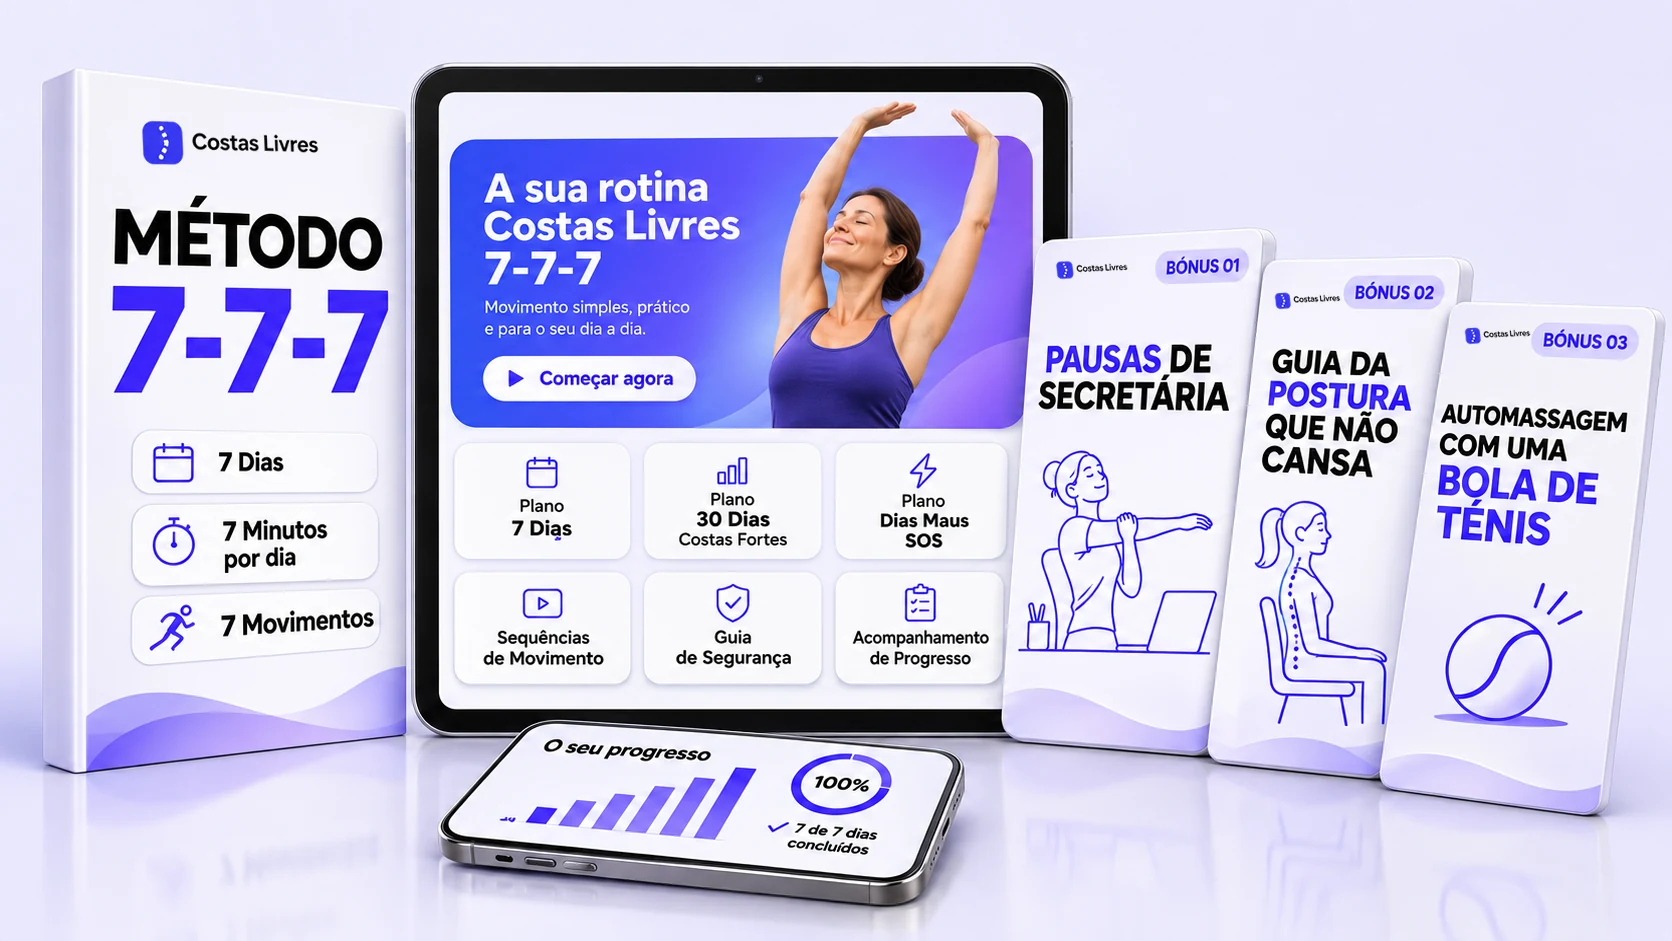 Costas Livres
MÉTODO
7-7-7
7 Dias
7 Minutos
por dia
7 Movimentos
A sua rotina
Costas Livres
7-7-7
Movimento simples, prático
e para o seu dia a dia.
Começar agora
Plano
7 Dias
Plano
30 Dias
Costas Fortes
Plano
Dias Maus
SOS
Sequências
de Movimento
Guia
de Segurança
Acompanhamento
de Progresso
O seu progresso
100%
7 de 7 dias
concluídos
Costas Livres
BÓNUS 01
PAUSAS DE
SECRETÁRIA
Costas Livres
BÓNUS 02
GUIA DA
POSTURA
QUE NÃO
CANSA
Costas Livres
BÓNUS 03
AUTOMASSAGEM
COM UMA
BOLA DE
TÉNIS